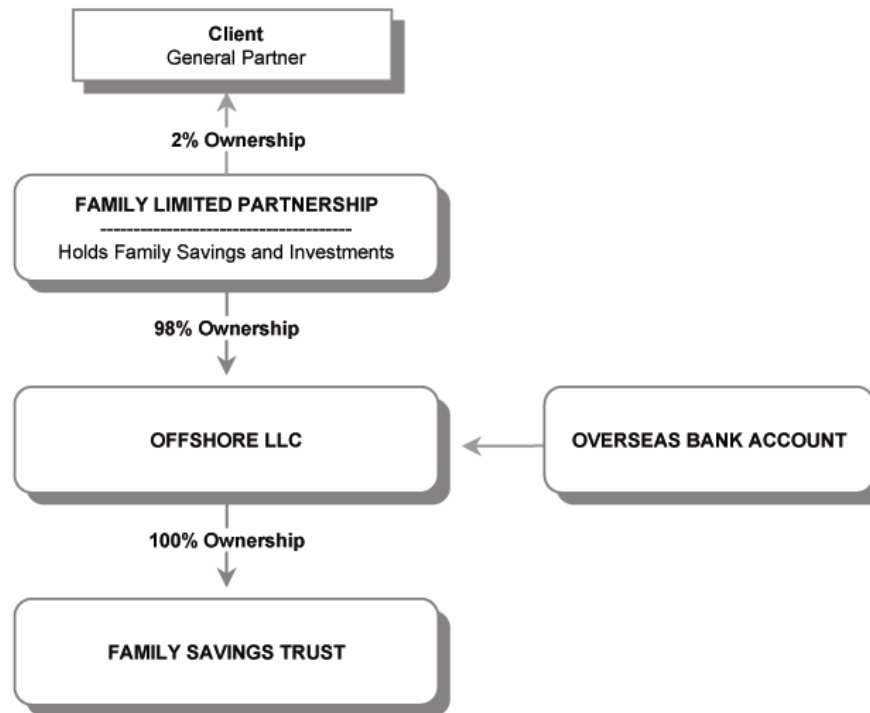 Client
General Partner
2% Ownership
FAMILY LIMITED PARTNERSHIP
-------------------------------------
Holds Family Savings and Investments
98% Ownership
OFFSHORE LLC
OVERSEAS BANK ACCOUNT
100% Ownership
FAMILY SAVINGS TRUST